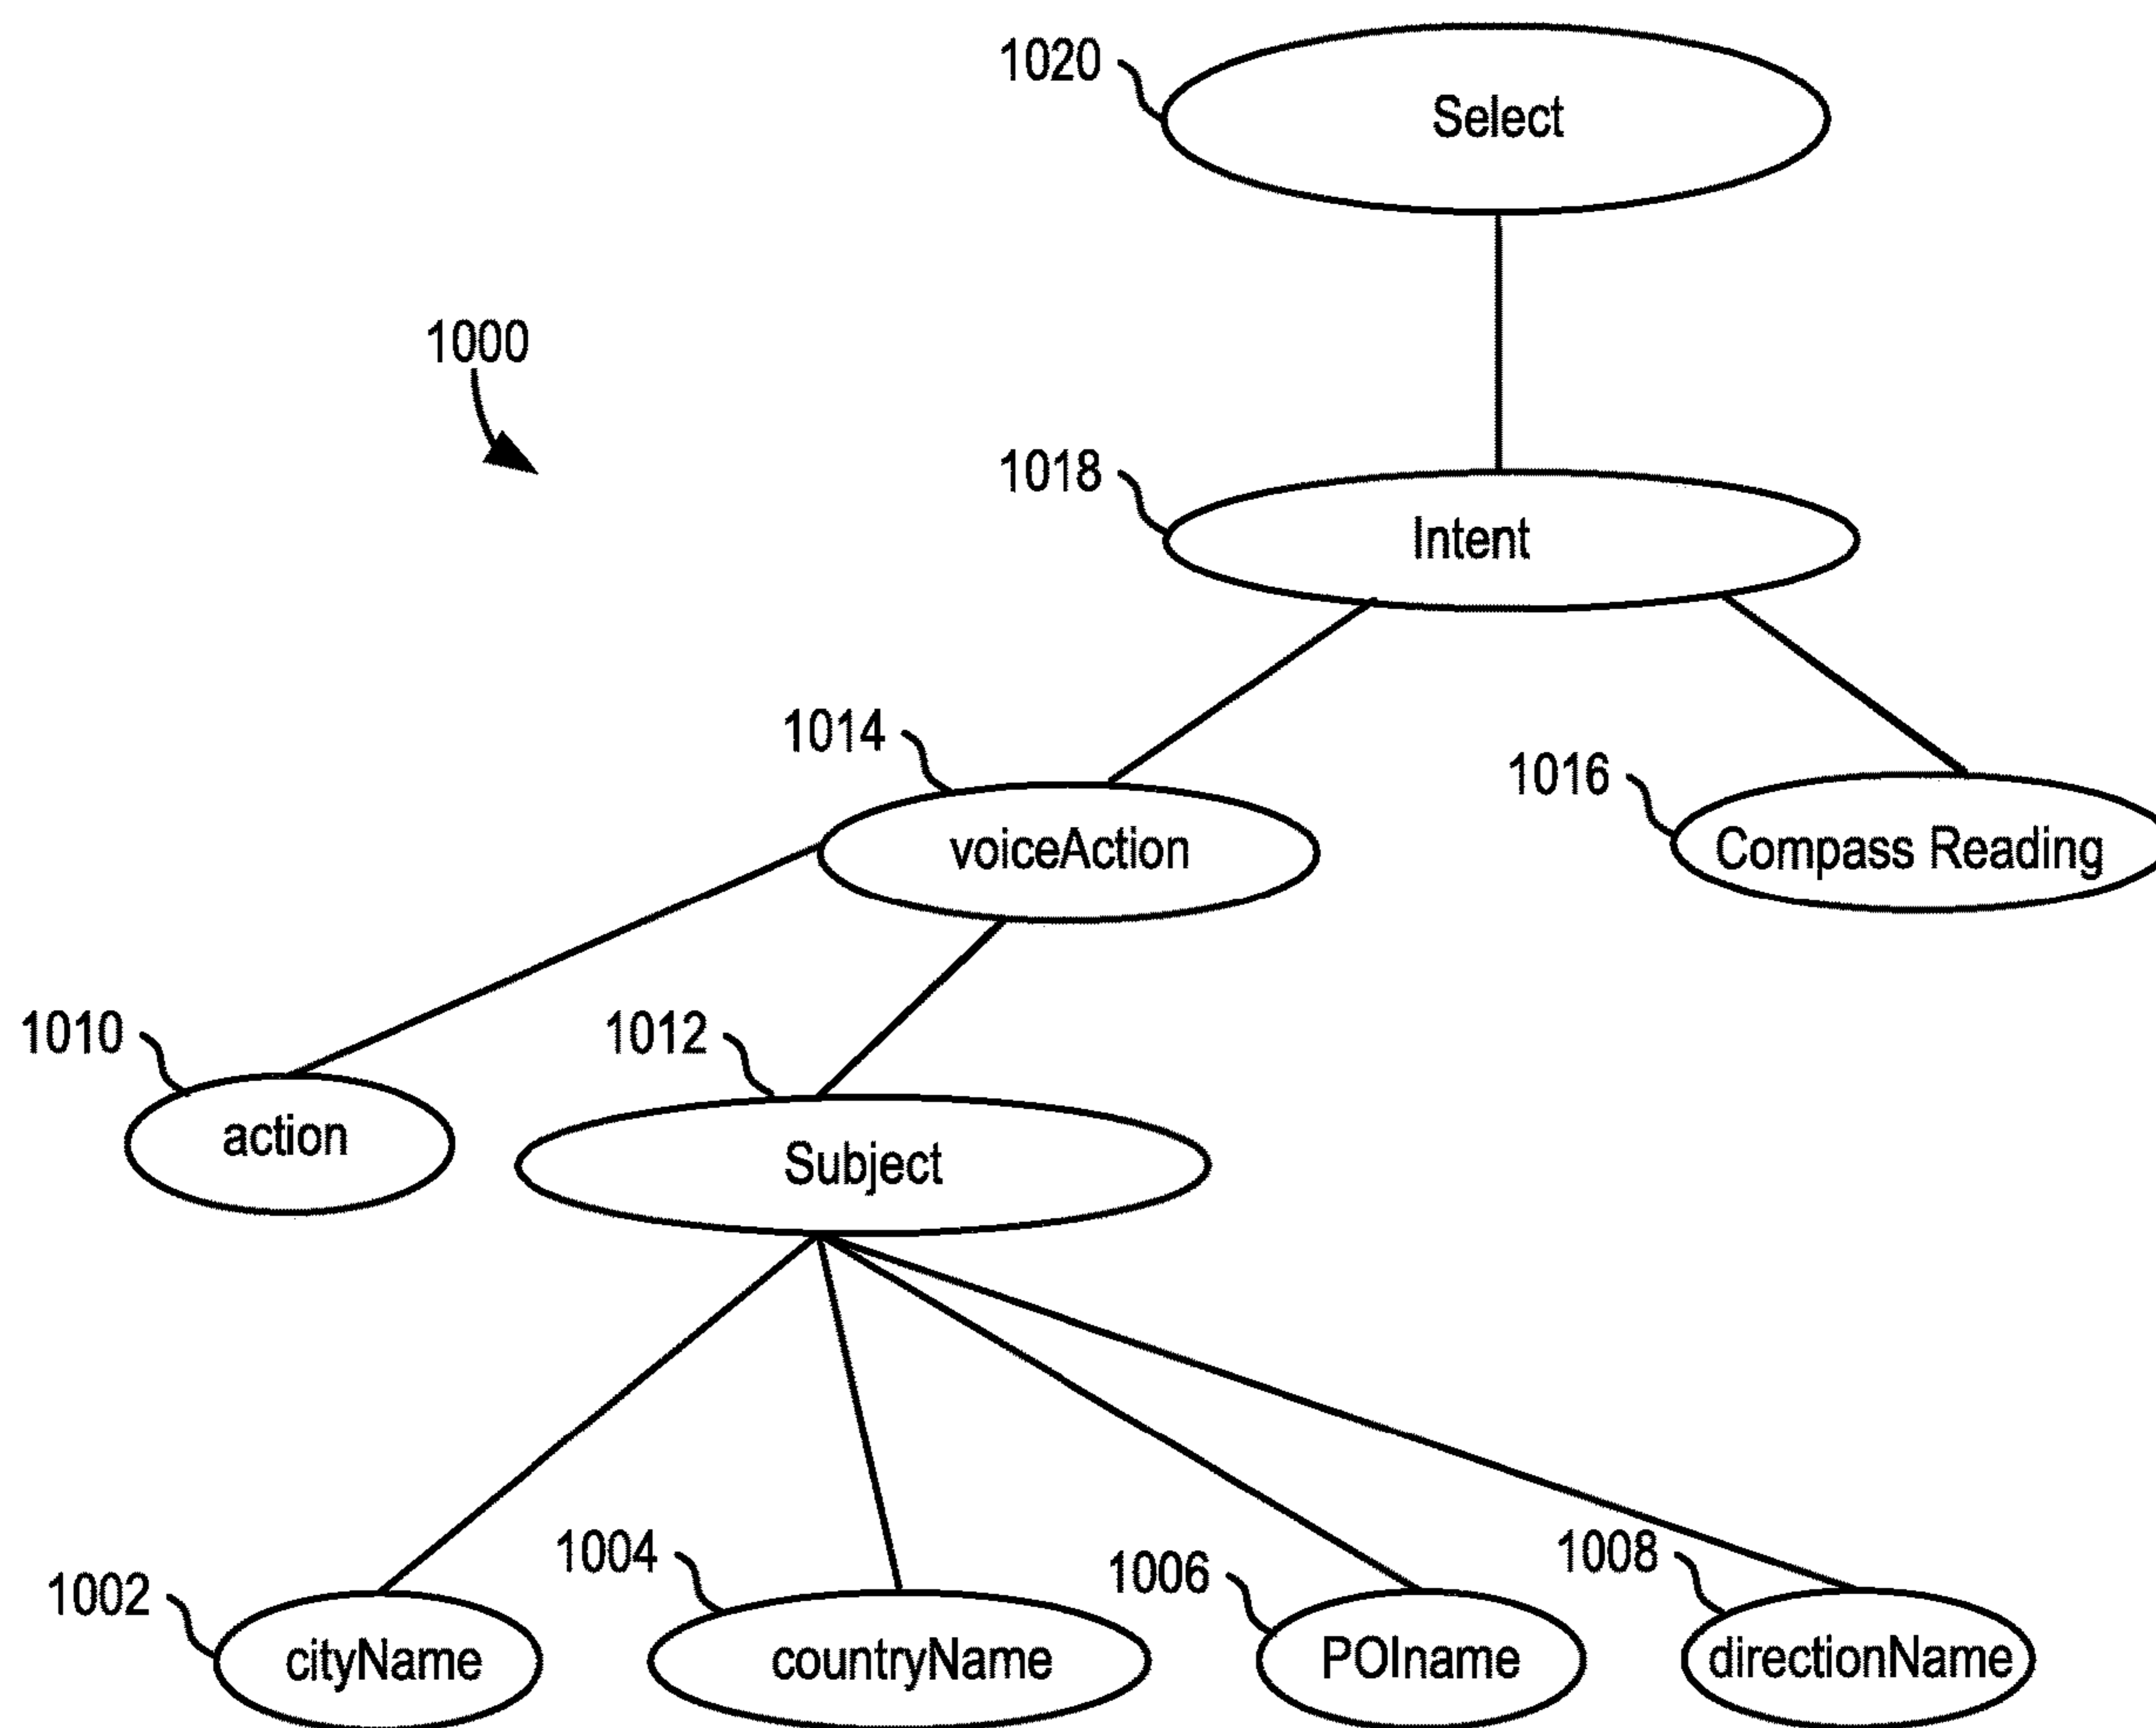 1020
Select
1000
1018
Intent
1014
voiceAction
1016
Compass Reading
1010
action
1012
Subject
1002
cityName
1004
countryName
1006
POIname
1008
directionName